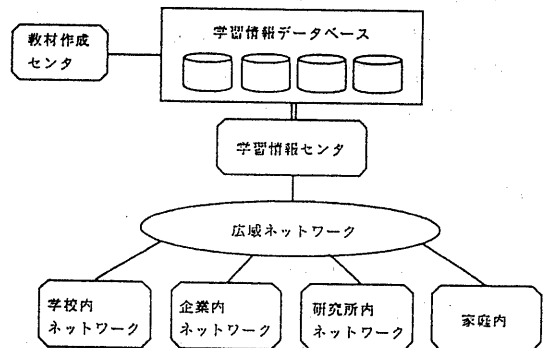 学習情報データベース
教材作成
センタ
学習情報センタ
広域ネットワーク
学校内
ネットワーク
企業内
ネットワーク
研究所内
ネットワーク
家庭内